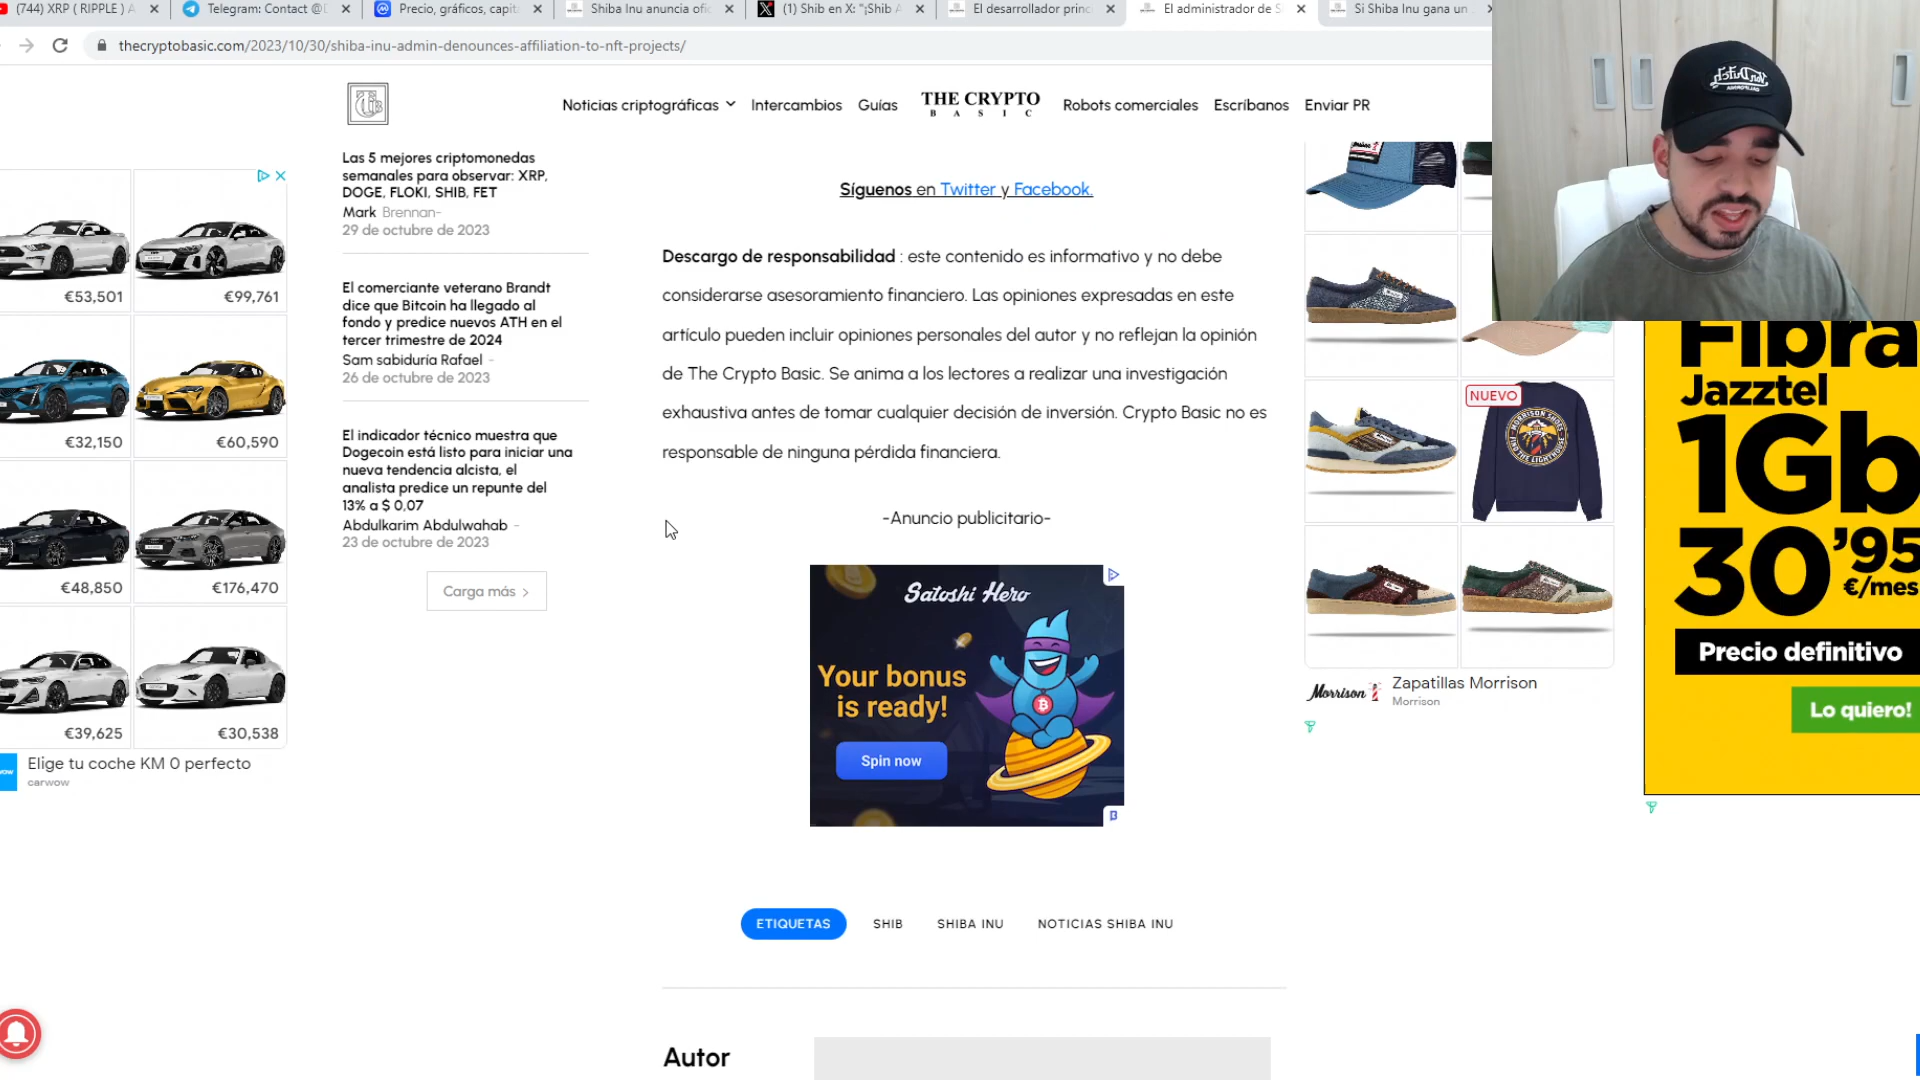 (744) XRP ( RIPPLE ) A
Telegram: Contact @D
Precio, gráficos, capit
Shiba Inu anuncia ofic
(1) Shib en X: "¡Shib A
El desarrollador princ
El administrador de S
Si Shiba Inu gana un
thecryptobasic.com/2023/10/30/shiba-inu-admin-denounces-affiliation-to-nft-projects/
Noticias criptográficas
Intercambios
Guías
THE CRYPTO
BASIC
Robots comerciales
Escríbanos
Enviar PR
Las 5 mejores criptomonedas
semanales para observar: XRP,
DOGE, FLOKI, SHIB, FET
Mark Brennan-
29 de octubre de 2023
El comerciante veterano Brandt
dice que Bitcoin ha llegado al
fondo y predice nuevos ATH en el
tercer trimestre de 2024
Sam sabiduría Rafael -
26 de octubre de 2023
El indicador técnico muestra que
Dogecoin está listo para iniciar una
nueva tendencia alcista, el
analista predice un repunte del
13% a $ 0,07
Abdulkarim Abdulwahab -
23 de octubre de 2023
Carga más >
€53,501
€99,761
€32,150
€60,590
€48,850
€176,470
€39,625
€30,538
Elige tu coche KM 0 perfecto
carwow
Síguenos en Twitter y Facebook.
Descargo de responsabilidad : este contenido es informativo y no debe
considerarse asesoramiento financiero. Las opiniones expresadas en este
artículo pueden incluir opiniones personales del autor y no reflejan la opinión
de The Crypto Basic. Se anima a los lectores a realizar una investigación
exhaustiva antes de tomar cualquier decisión de inversión. Crypto Basic no es
responsable de ninguna pérdida financiera.
-Anuncio publicitario-
Satoshi Hero
Your bonus
is ready!
Spin now
ETIQUETAS
SHIB
SHIBA INU
NOTICIAS SHIBA INU
Autor
NUEVO
Morrison
Zapatillas Morrison
Morrison
Fibra
Jazztel
1Gb
30'95
€/mes
Precio definitivo
Lo quiero!